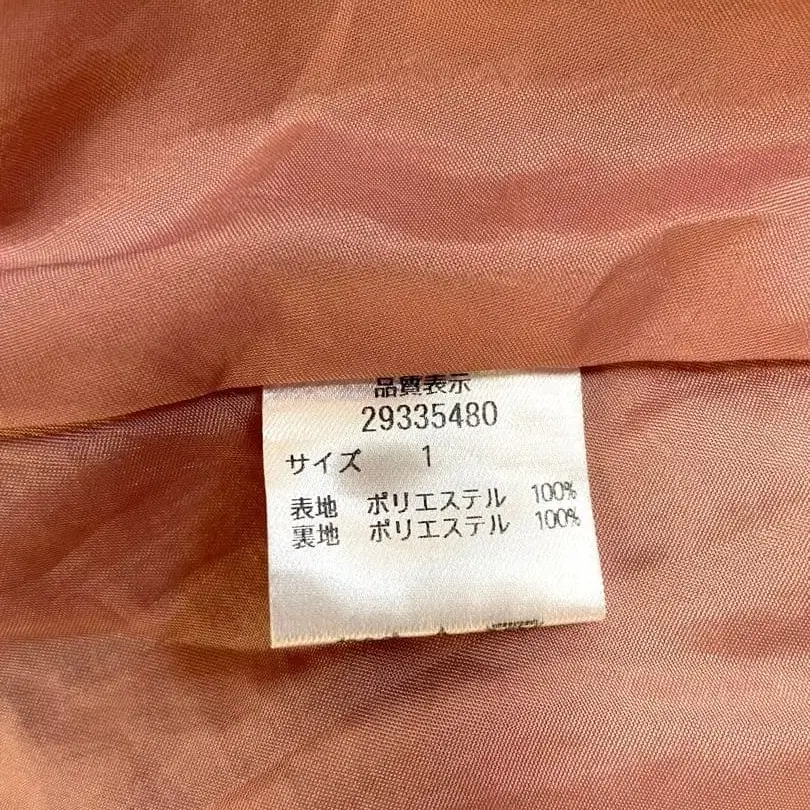 品質表示
29335480
サイズ 1
表地 ポリエステル 100%
裏地 ポリエステル 100%